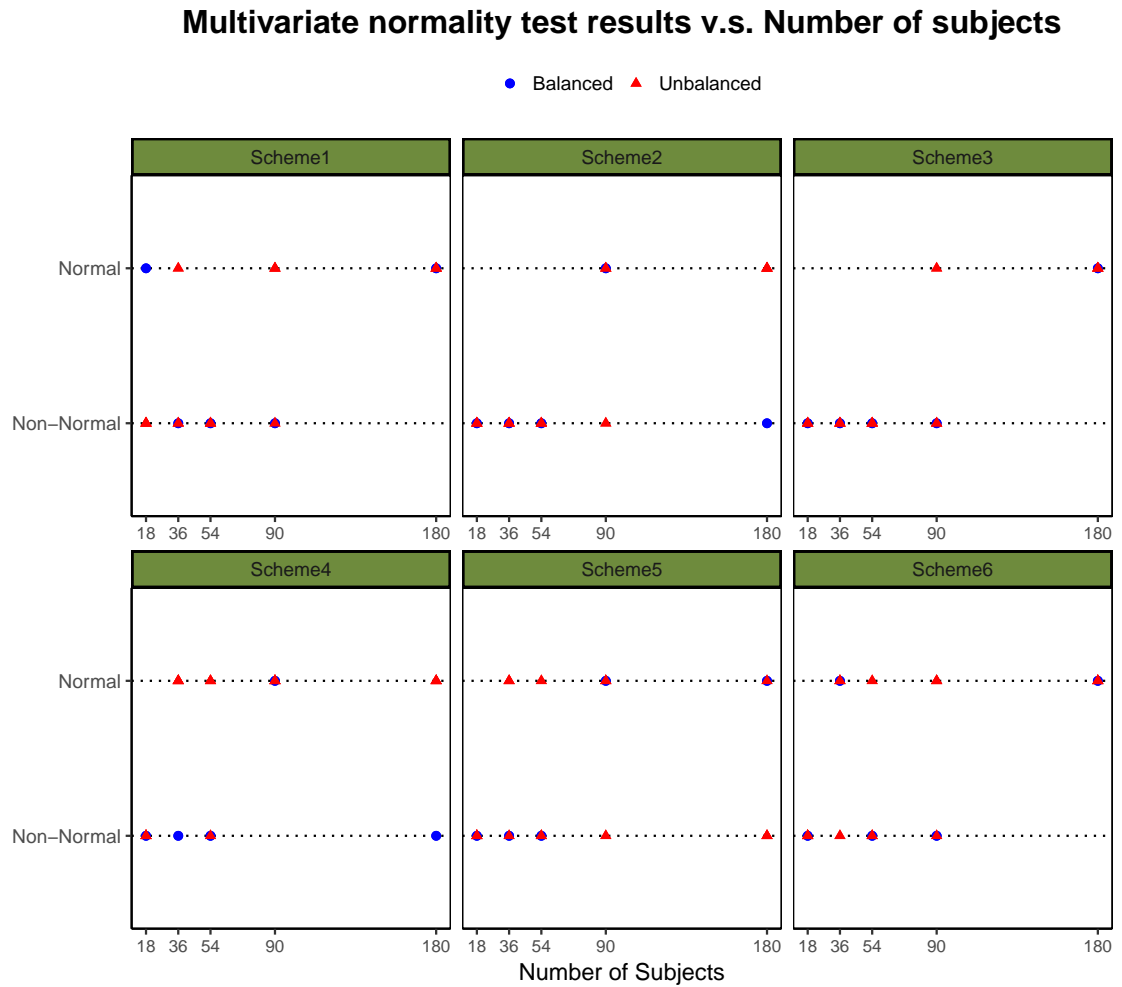 Multivariate normality test results v.s. Number of subjects
Balanced Unbalanced
Scheme1 Scheme2 Scheme3
Normal
Non−Normal
18 36 54 90 180 18 36 54 90 180 18 36 54 90 180
Scheme4 Scheme5 Scheme6
Normal
Non−Normal
18 36 54 90 180 18 36 54 90 180 18 36 54 90 180
Number of Subjects